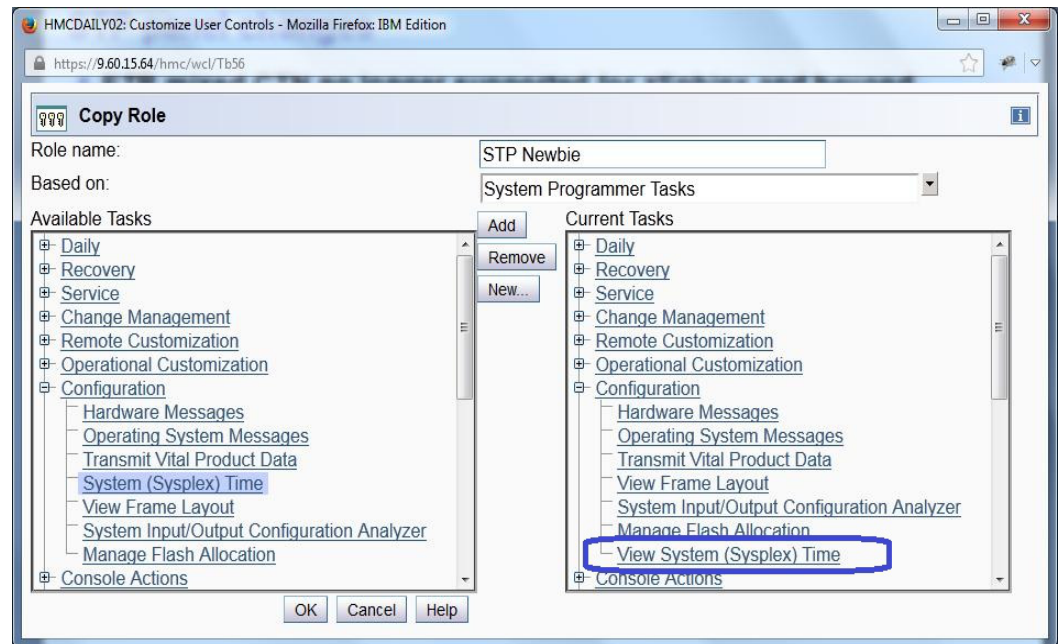 HMCDAILY02: Customize User Controls - Mozilla Firefox: IBM Edition
https://9.60.15.64/hmc/wcl/Tb56
Copy Role
Role name:
STP Newbie
Based on:
System Programmer Tasks
Available Tasks
Daily
Recovery
Service
Change Management
Remote Customization
Operational Customization
Configuration
Hardware Messages
Operating System Messages
Transmit Vital Product Data
System (Sysplex) Time
View Frame Layout
System Input/Output Configuration Analyzer
Manage Flash Allocation
Console Actions
Add
Remove
New...
Current Tasks
Daily
Recovery
Service
Change Management
Remote Customization
Operational Customization
Configuration
Hardware Messages
Operating System Messages
Transmit Vital Product Data
View Frame Layout
System Input/Output Configuration Analyzer
Manage Flash Allocation
View System (Sysplex) Time
Console Actions
OK
Cancel
Help